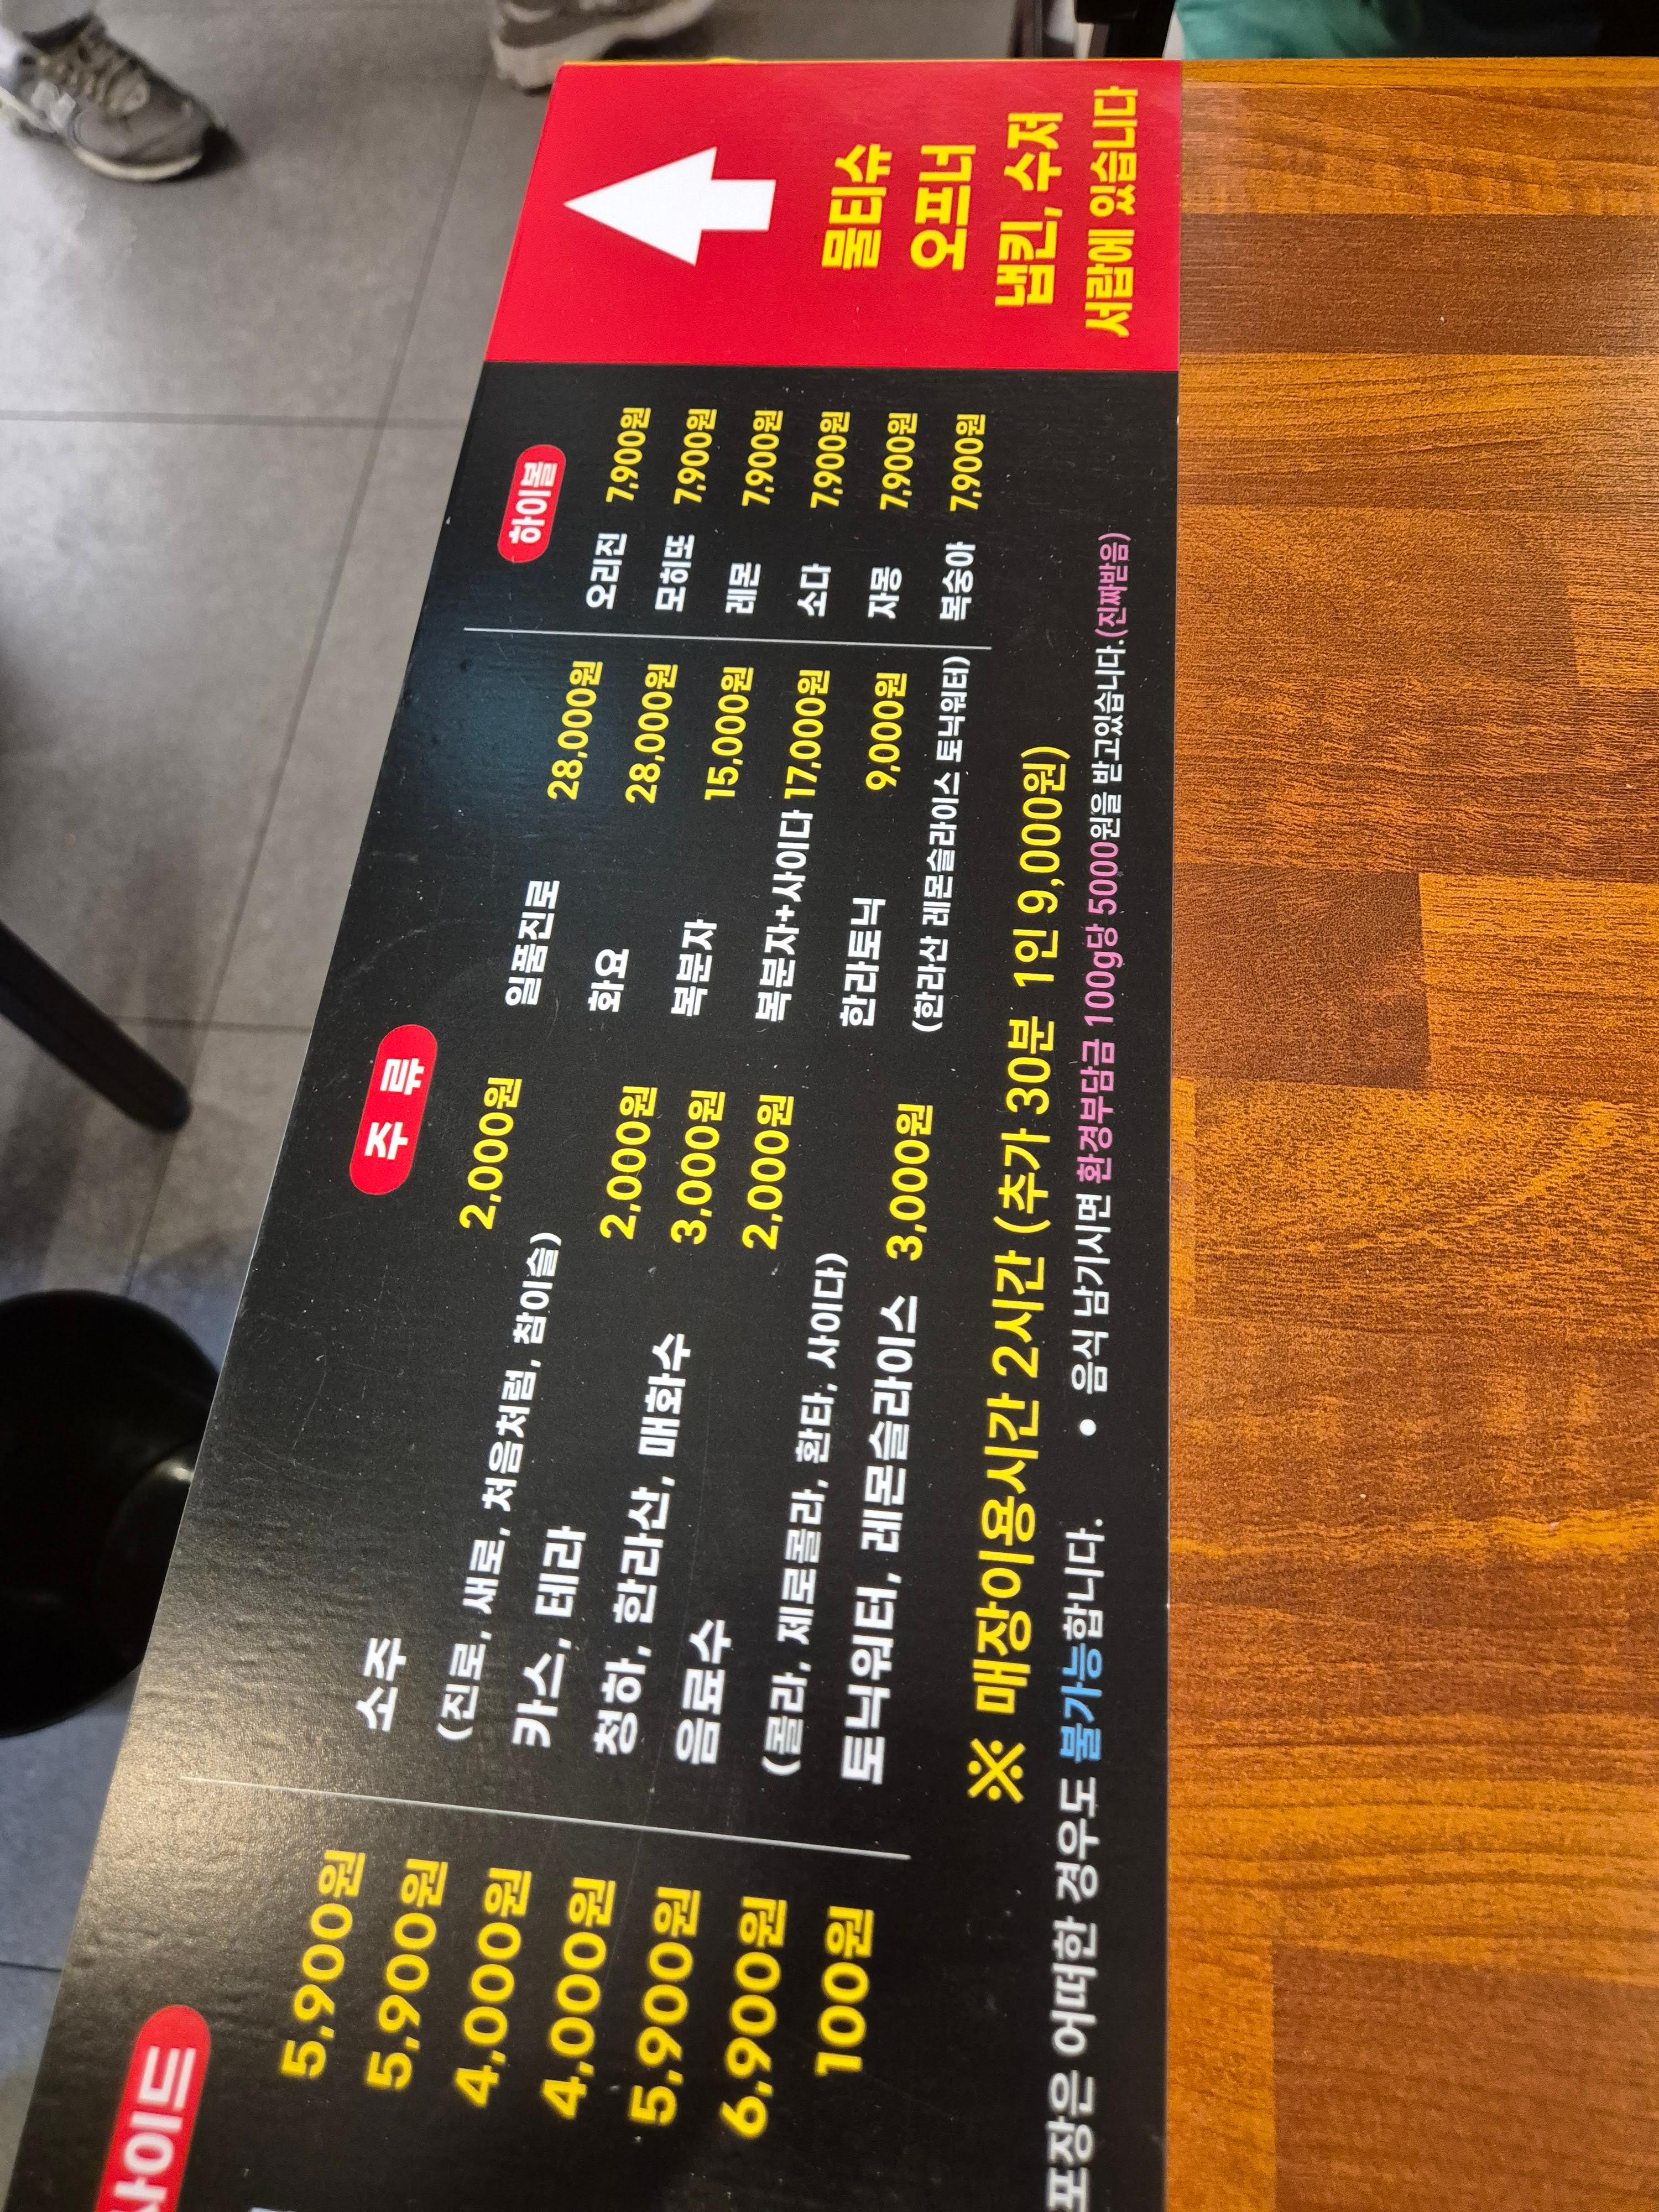 사이드
5,900원
5,900원
4,000원
4,000원
5,900원
6,900원
100원
주 류
소주 2,000원
(진로, 새로, 처음처럼, 참이슬)
카스, 테라 2,000원
청하, 한라산, 매화수 3,000원
음료수 2,000원
(콜라, 제로콜라, 환타, 사이다)
토닉워터, 레몬슬라이스 3,000원
일품진로 28,000원
화요 28,000원
복분자 15,000원
복분자+사이다 17,000원
한라토닉 9,000원
(한라산 레몬슬라이스 토닉워터)
하이볼
오리진 7,900원
모히또 7,900원
레몬 7,900원
소다 7,900원
자몽 7,900원
복숭아 7,900원
※ 매장이용시간 2시간 (추가 30분 1인 9,000원)
포장은 어떠한 경우도 불가능합니다. • 음식 남기시면 환경부담금 100g당 5000원을 받고있습니다.(진짜받음)
물티슈
오프너
냅킨, 수저
서랍에 있습니다